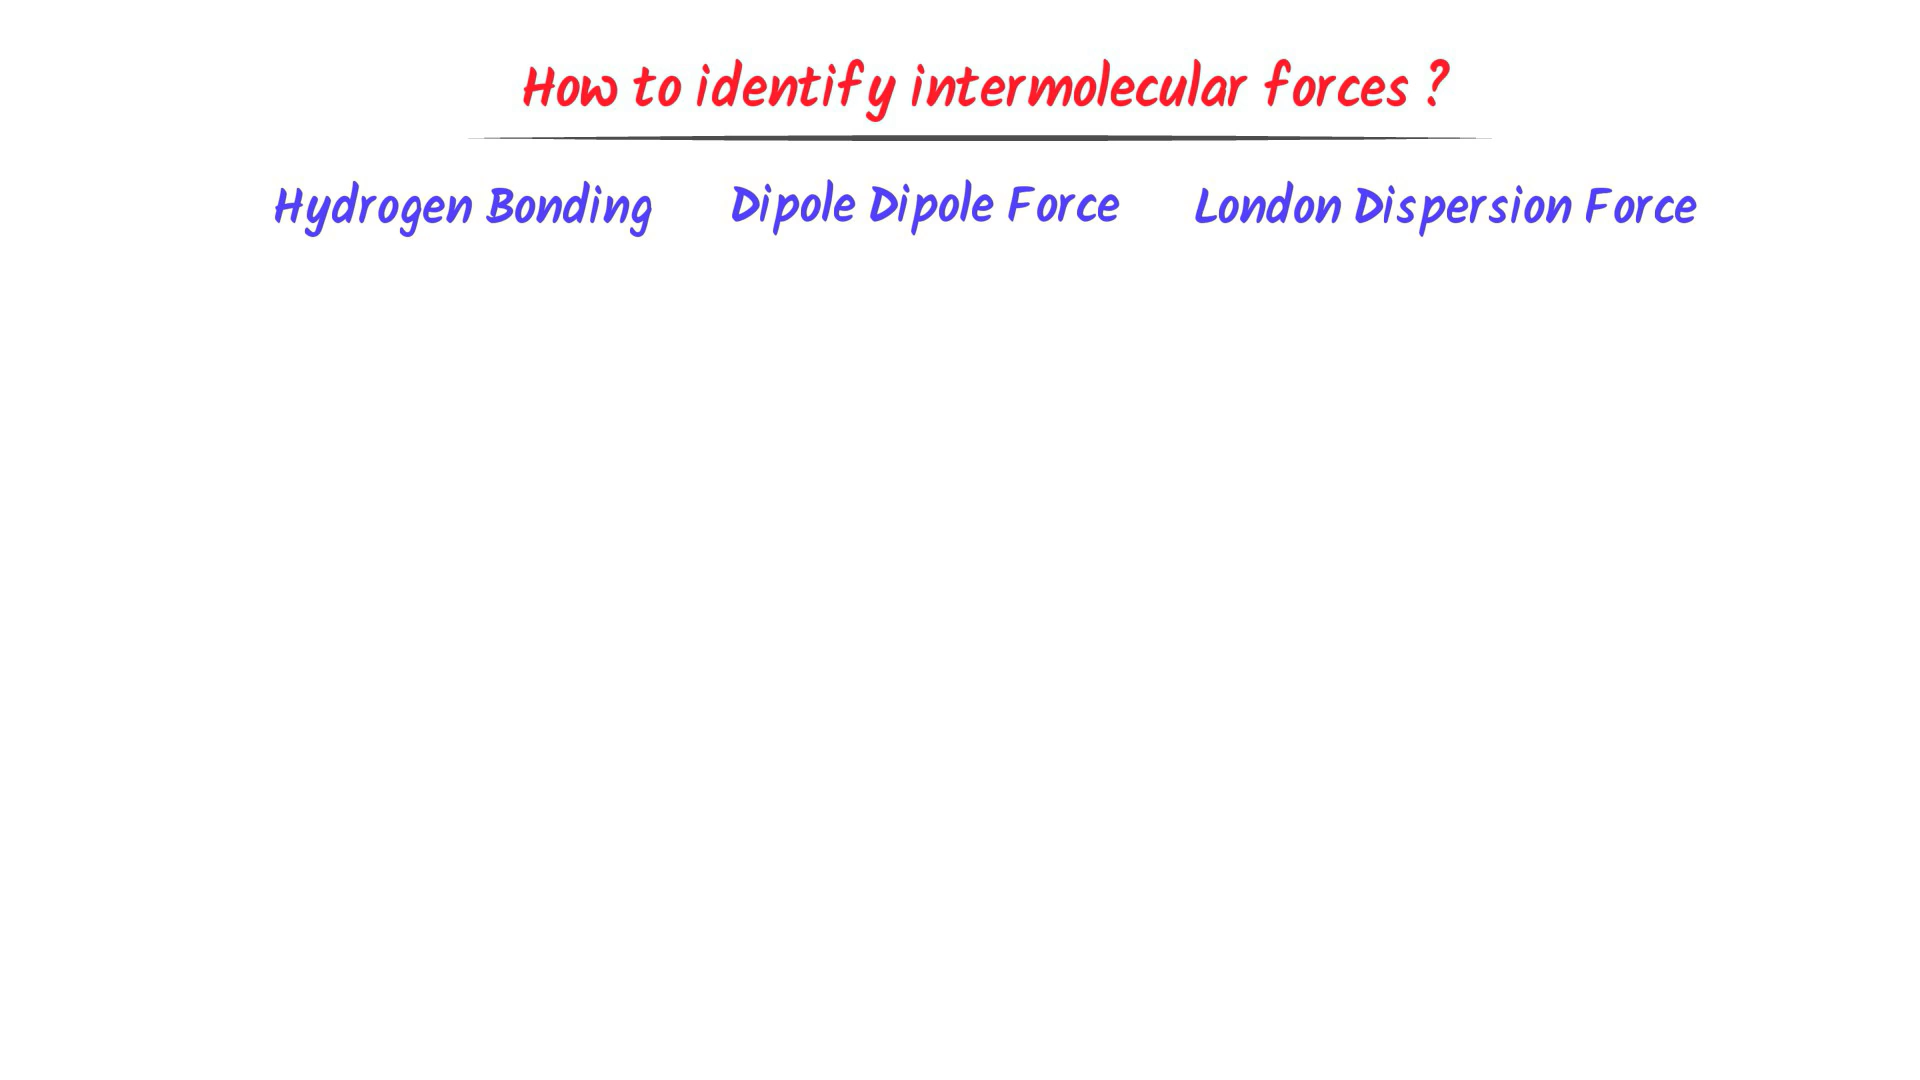 How to identify intermolecular forces ?
Hydrogen Bonding Dipole Dipole Force London Dispersion Force